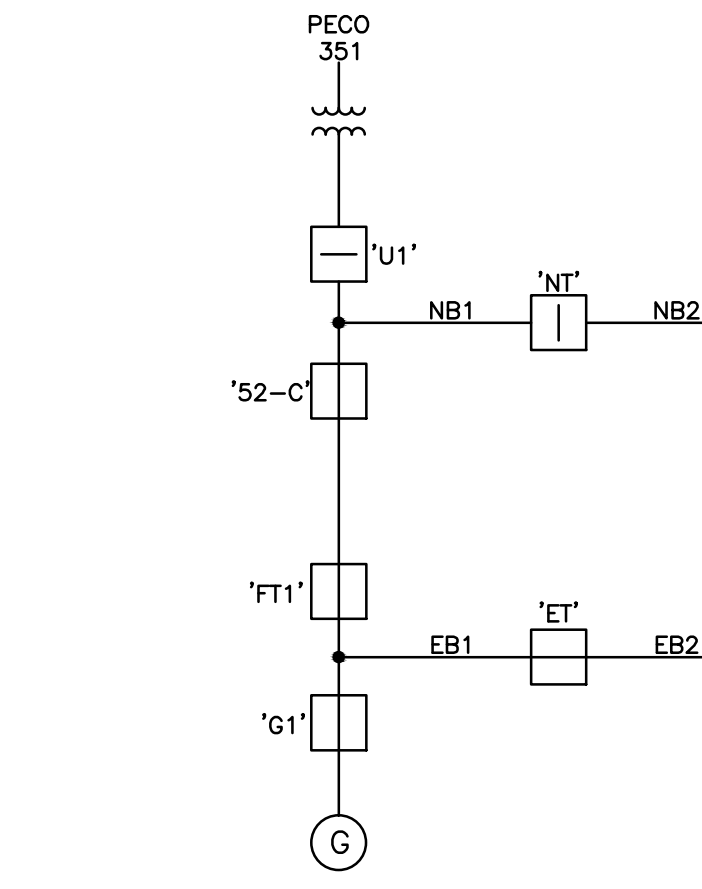 PECO
351
'U1'
'NT'
NB1
NB2
'52-C'
'FT1'
'ET'
EB1
EB2
'G1'
G